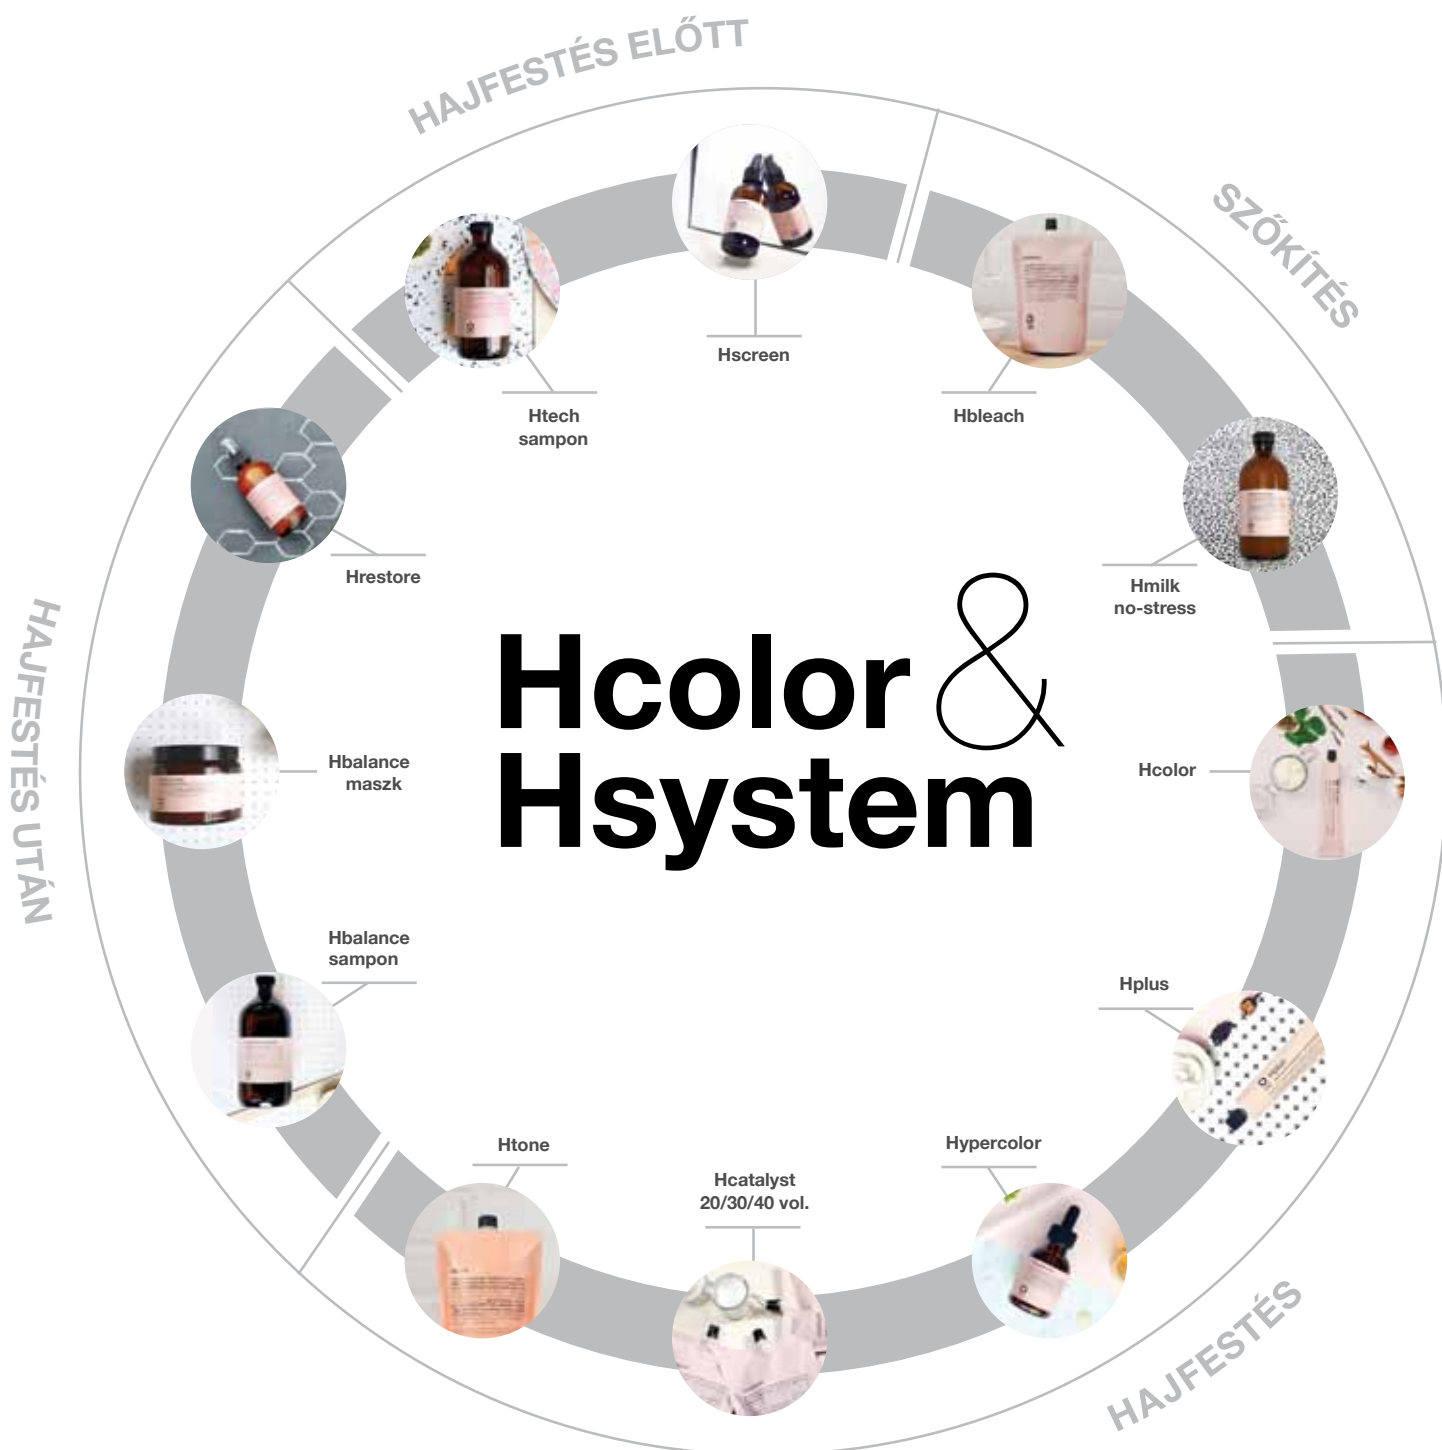 HAJFESTÉS ELŐTT
SZŐKÍTÉS
Hscreen
Htech
sampon
Hbleach
Hrestore
Hmilk
no-stress
HAJFESTÉS UTÁN
Hcolor &
Hsystem
Hbalance
maszk
Hcolor
Hbalance
sampon
Hplus
Htone
Hypercolor
Hcatalyst
20/30/40 vol.
HAJFESTÉS